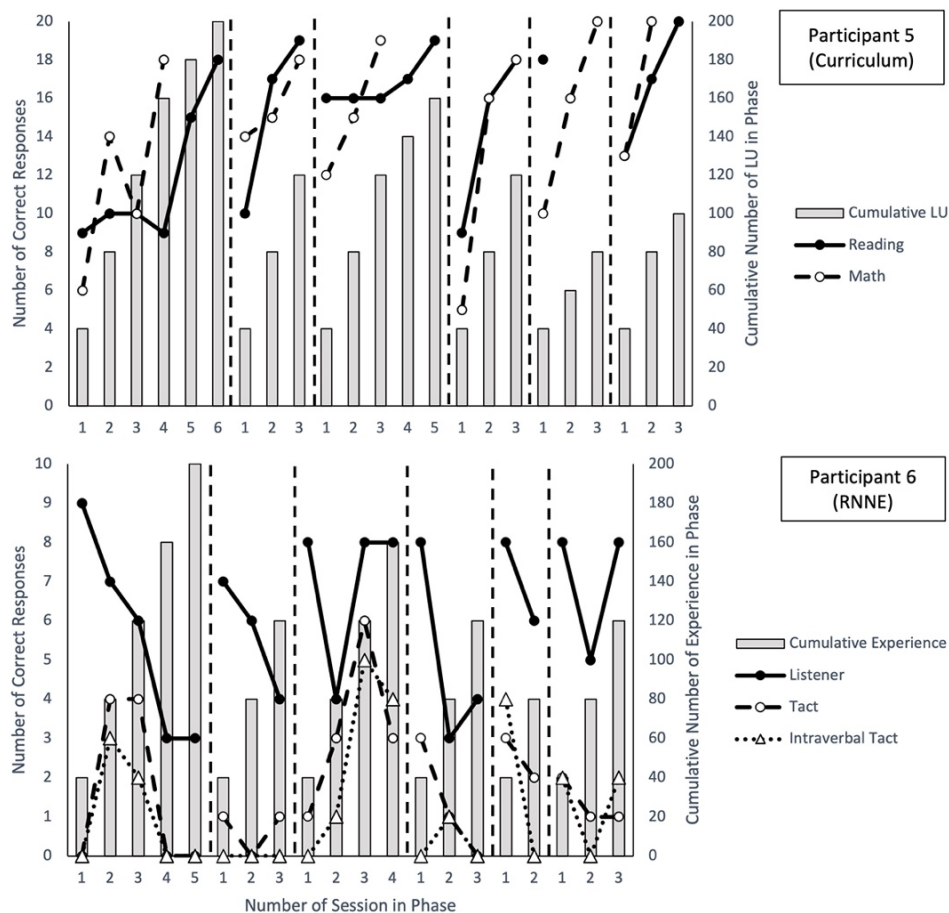 Number of Correct Responses
20
18
16
14
12
10
8
6
4
2
0
200
180
160
140
120
100
80
60
40
20
0
Cumulative Number of LU in Phase
1 2 3 4 5 6 1 2 3 1 2 3 4 5 1 2 3 1 2 3 1 2 3
Participant 5
(Curriculum)
Cumulative LU
Reading
Math
Number of Correct Responses
10
9
8
7
6
5
4
3
2
1
0
200
180
160
140
120
100
80
60
40
20
0
Cumulative Number of Experience in Phase
1 2 3 4 5 1 2 3 1 2 3 4 1 2 3 1 2 1 2 3
Number of Session in Phase
Participant 6
(RNNE)
Cumulative Experience
Listener
Tact
Intraverbal Tact